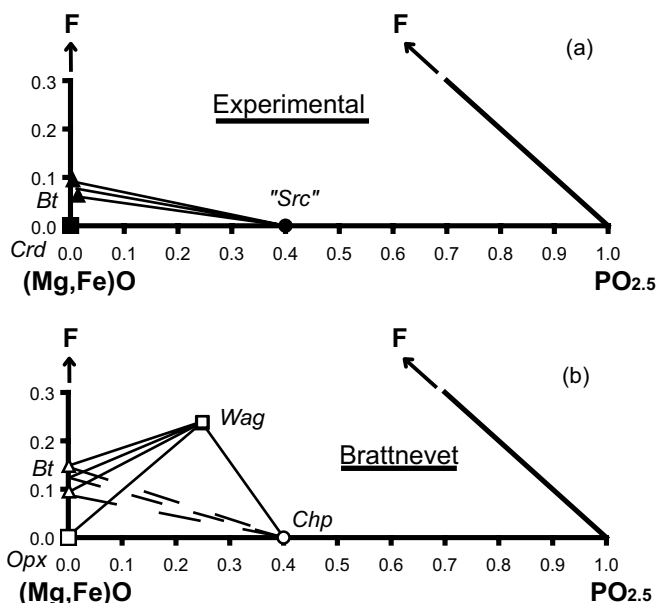 F F
(a)
0.3
Experimental
0.2
0.1
Bt
"Src"
0.0
Crd
0.0 0.1 0.2 0.3 0.4 0.5 0.6 0.7 0.8 0.9 1.0
(Mg,Fe)O PO2.5
F F
(b)
0.3
Wag
0.2
Bt
Brattnevet
0.1
Chp
0.0
Opx
0.0 0.1 0.2 0.3 0.4 0.5 0.6 0.7 0.8 0.9 1.0
(Mg,Fe)O PO2.5